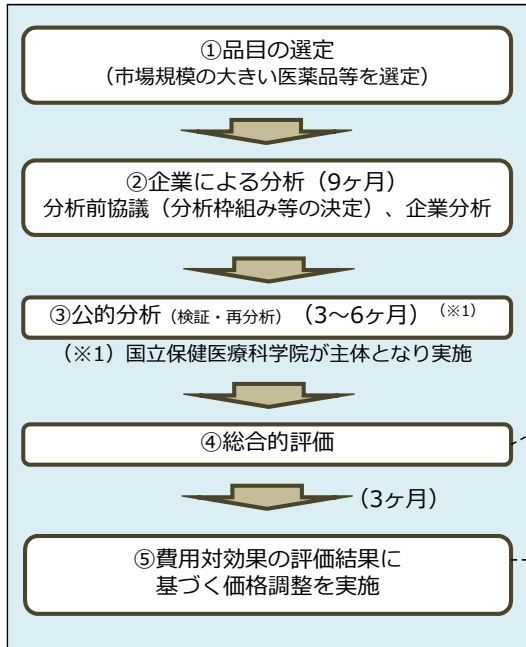 ①品目の選定
（市場規模の大きい医薬品等を選定）
②企業による分析（9ヶ月）
分析前協議（分析枠組み等の決定）、企業分析
③公的分析（検証・再分析）（3～6ヶ月）（※1）
（※1）国立保健医療科学院が主体となり実施
④総合的評価
（3ヶ月）
⑤費用対効果の評価結果に
基づく価格調整を実施